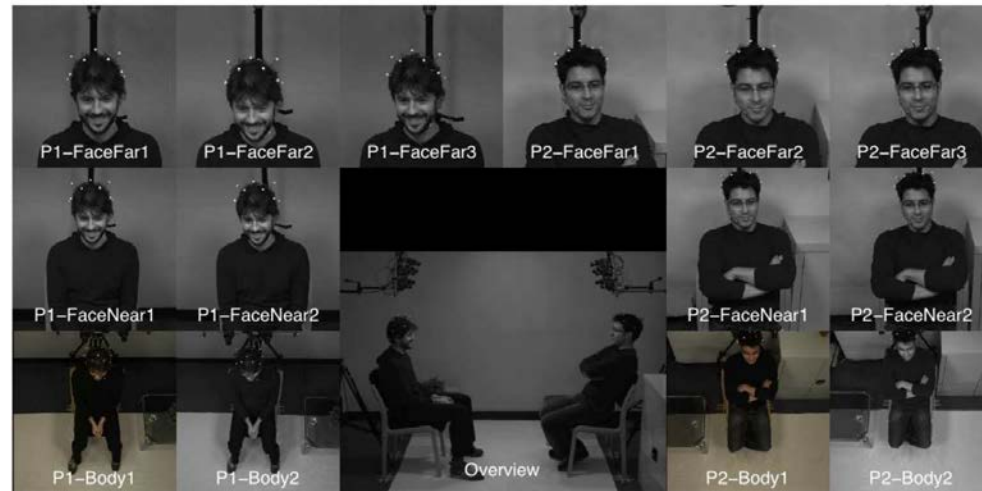 P1-FaceFar1
P1-FaceFar2
P1-FaceFar3
P2-FaceFar1
P2-FaceFar2
P2-FaceFar3
P1-FaceNear1
P1-FaceNear2
P2-FaceNear1
P2-FaceNear2
P1-Body1
P1-Body2
Overview
P2-Body1
P2-Body2